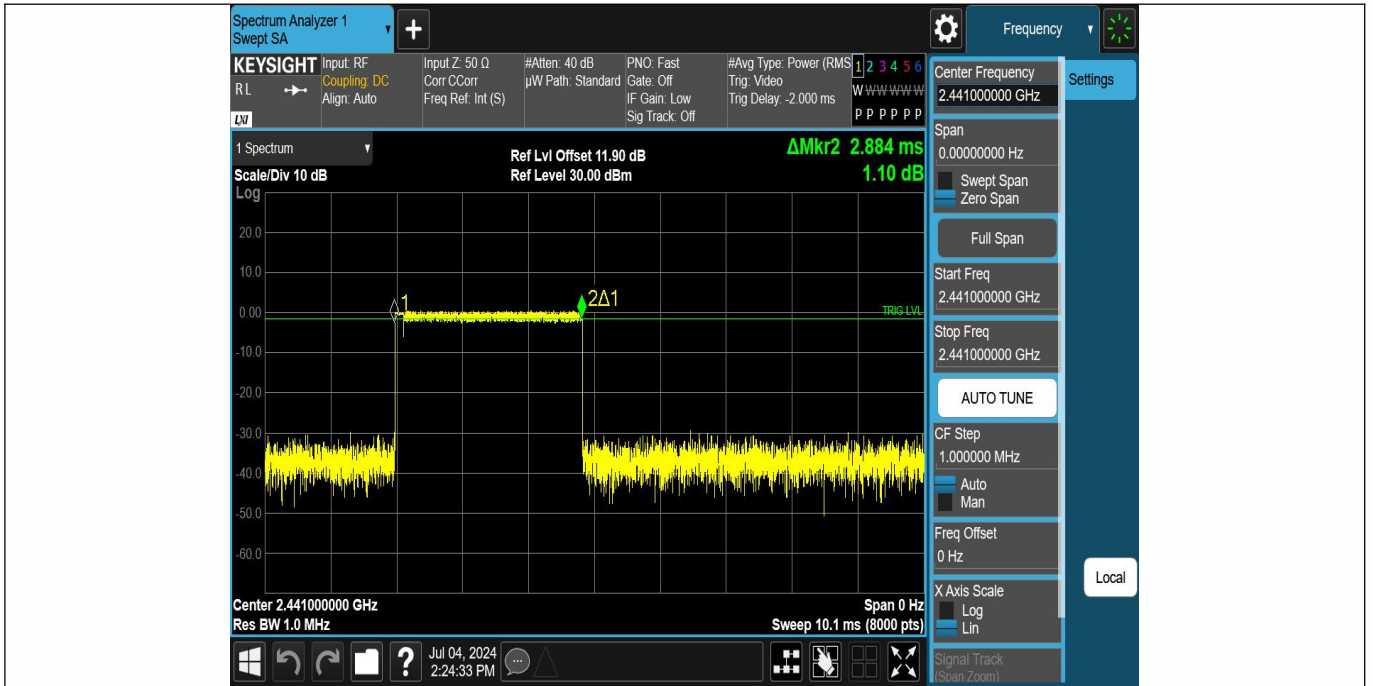 Spectrum Analyzer 1
Swept SA
+
Frequency
KEYSIGHT
R L
LXI
Input: RF
Coupling: DC
Align: Auto
Input Z: 50 Ω
Corr CCorr
Freq Ref: Int (S)
#Atten: 40 dB
µW Path: Standard
PNO: Fast
Gate: Off
IF Gain: Low
Sig Track: Off
#Avg Type: Power (RMS
Trig: Video
Trig Delay: -2.000 ms
1 2 3 4 5 6
W W W W W W
P P P P P P
1 Spectrum
Scale/Div 10 dB
Log
Ref Lvl Offset 11.90 dB
Ref Level 30.00 dBm
ΔMkr2 2.884 ms
1.10 dB
20.0
10.0
0.00
-10.0
-20.0
-30.0
-40.0
-50.0
-60.0
1
2Δ1
TRIG LVL
Center 2.441000000 GHz
Res BW 1.0 MHz
Span 0 Hz
Sweep 10.1 ms (8000 pts)
?
Jul 04, 2024
2:24:33 PM
Center Frequency
2.441000000 GHz
Settings
Span
0.00000000 Hz
Swept Span
Zero Span
Full Span
Start Freq
2.441000000 GHz
Stop Freq
2.441000000 GHz
AUTO TUNE
CF Step
1.000000 MHz
Auto
Man
Freq Offset
0 Hz
X Axis Scale
Log
Lin
Local
Signal Track
(Span Zoom)